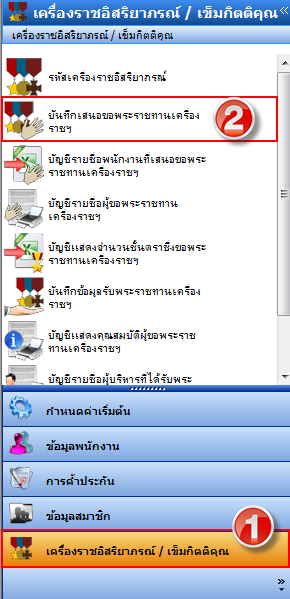 เครื่องราชอิสริยาภรณ์ / เข็มกิตติคุณ «
เครื่องราชอิสริยาภรณ์ / เข็มกิตติคุณ
รหัสเครื่องราชอิสริยาภรณ์
บันทึกเสนอขอพระราชทานเครื่อง
ราชฯ
2
บัญชีรายชื่อพนักงานที่เสนอขอพระ
ราชทานเครื่องราชฯ
บัญชีรายชื่อผู้ขอพระราชทาน
เครื่องราชฯ
บัญชีแสดงจำนวนชั้นตราซึ่งขอพระ
ราชทานเครื่องราชฯ
บันทึกข้อมูลรับพระราชทานเครื่อง
ราชฯ
บัญชีแสดงคุณสมบัติผู้ขอพระราช
ทานเครื่องราชฯ
บัญชีรายชื่อผู้บริหารที่ได้รับพระ
กำหนดค่าเริ่มต้น
ข้อมูลพนักงาน
การค้ำประกัน
ข้อมูลสมาชิก
1
เครื่องราชอิสริยาภรณ์ / เข็มกิตติคุณ
»